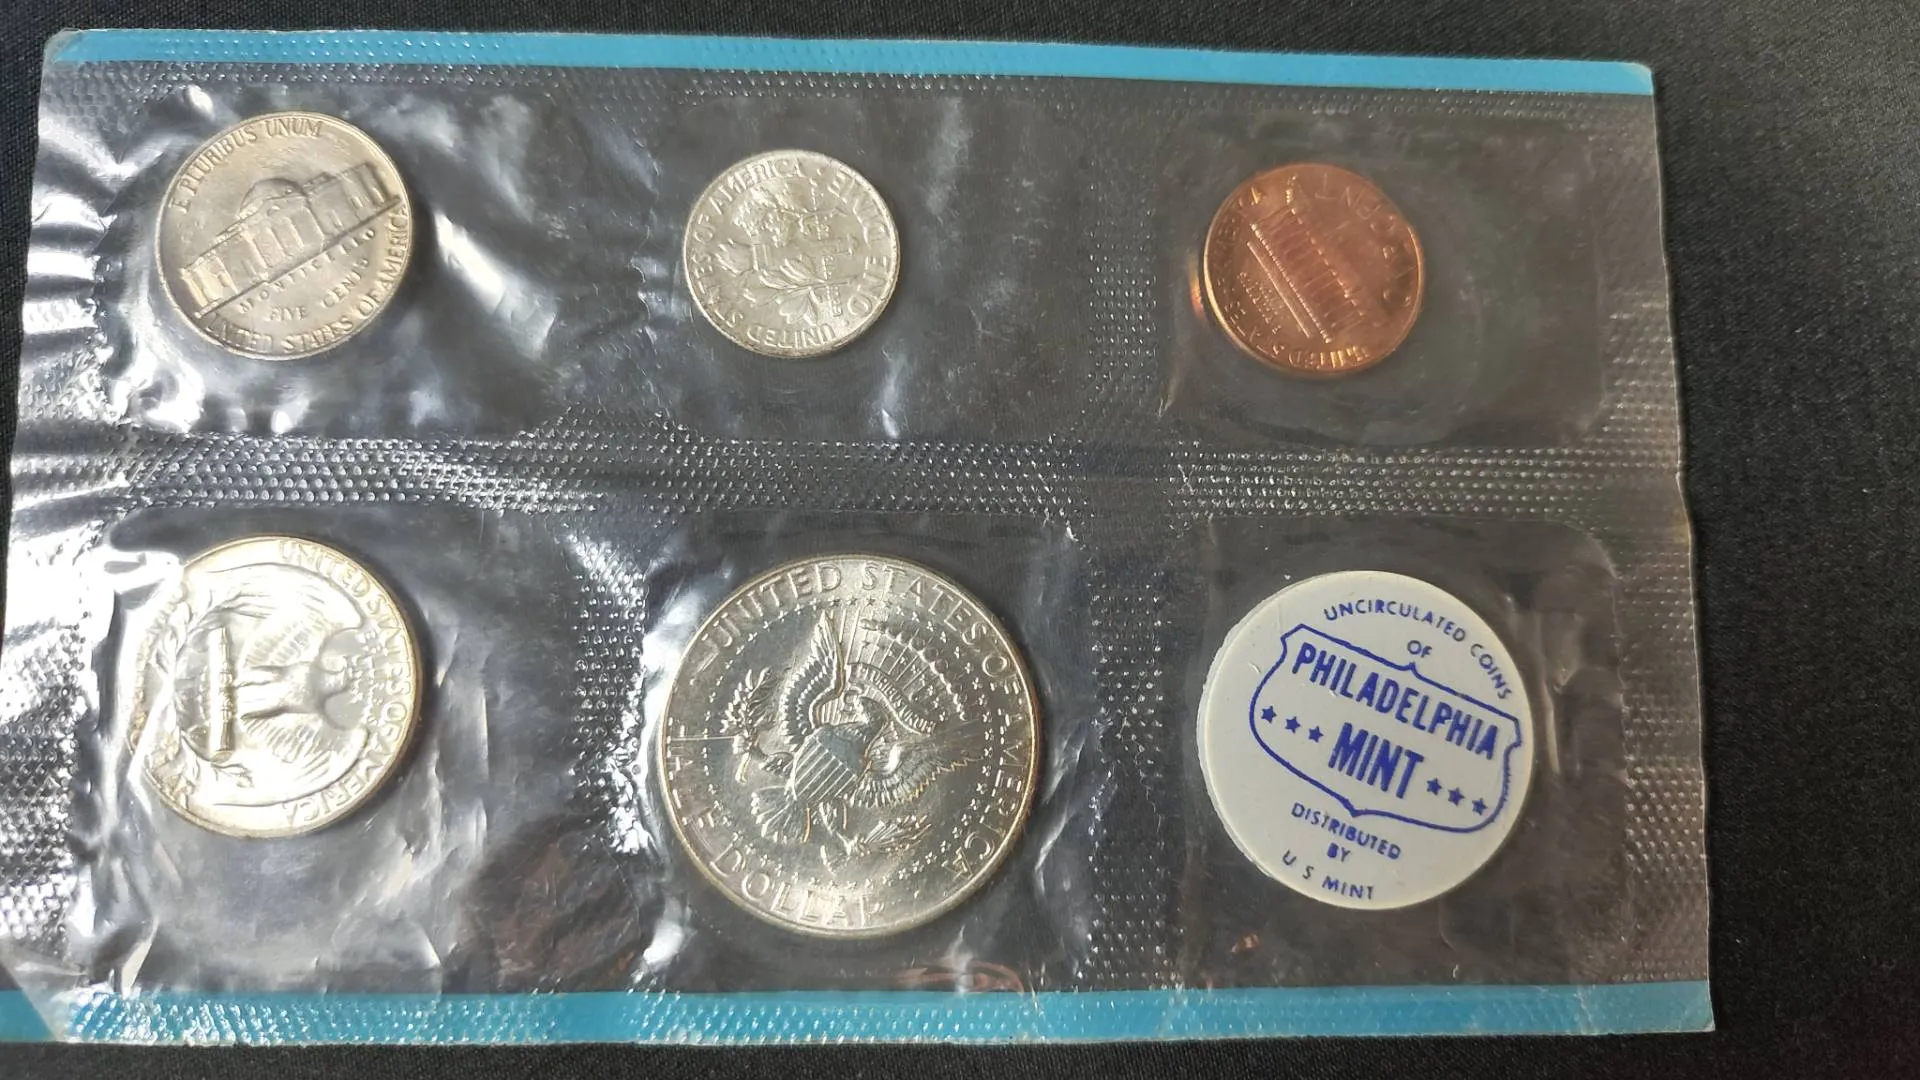 E PLURIBUS UNUM
MONTICELLO
FIVE CENTS
UNITED STATES OF AMERICA
UNITED STATES OF AMERICA
ONE DIME
UNITED STATES OF AMERICA
ONE CENT
UNITED STATES OF AMERICA
UNITED STATES OF AMERICA
HALF DOLLAR
UNCIRCULATED COINS
OF
PHILADELPHIA
MINT
DISTRIBUTED
BY
U S MINT